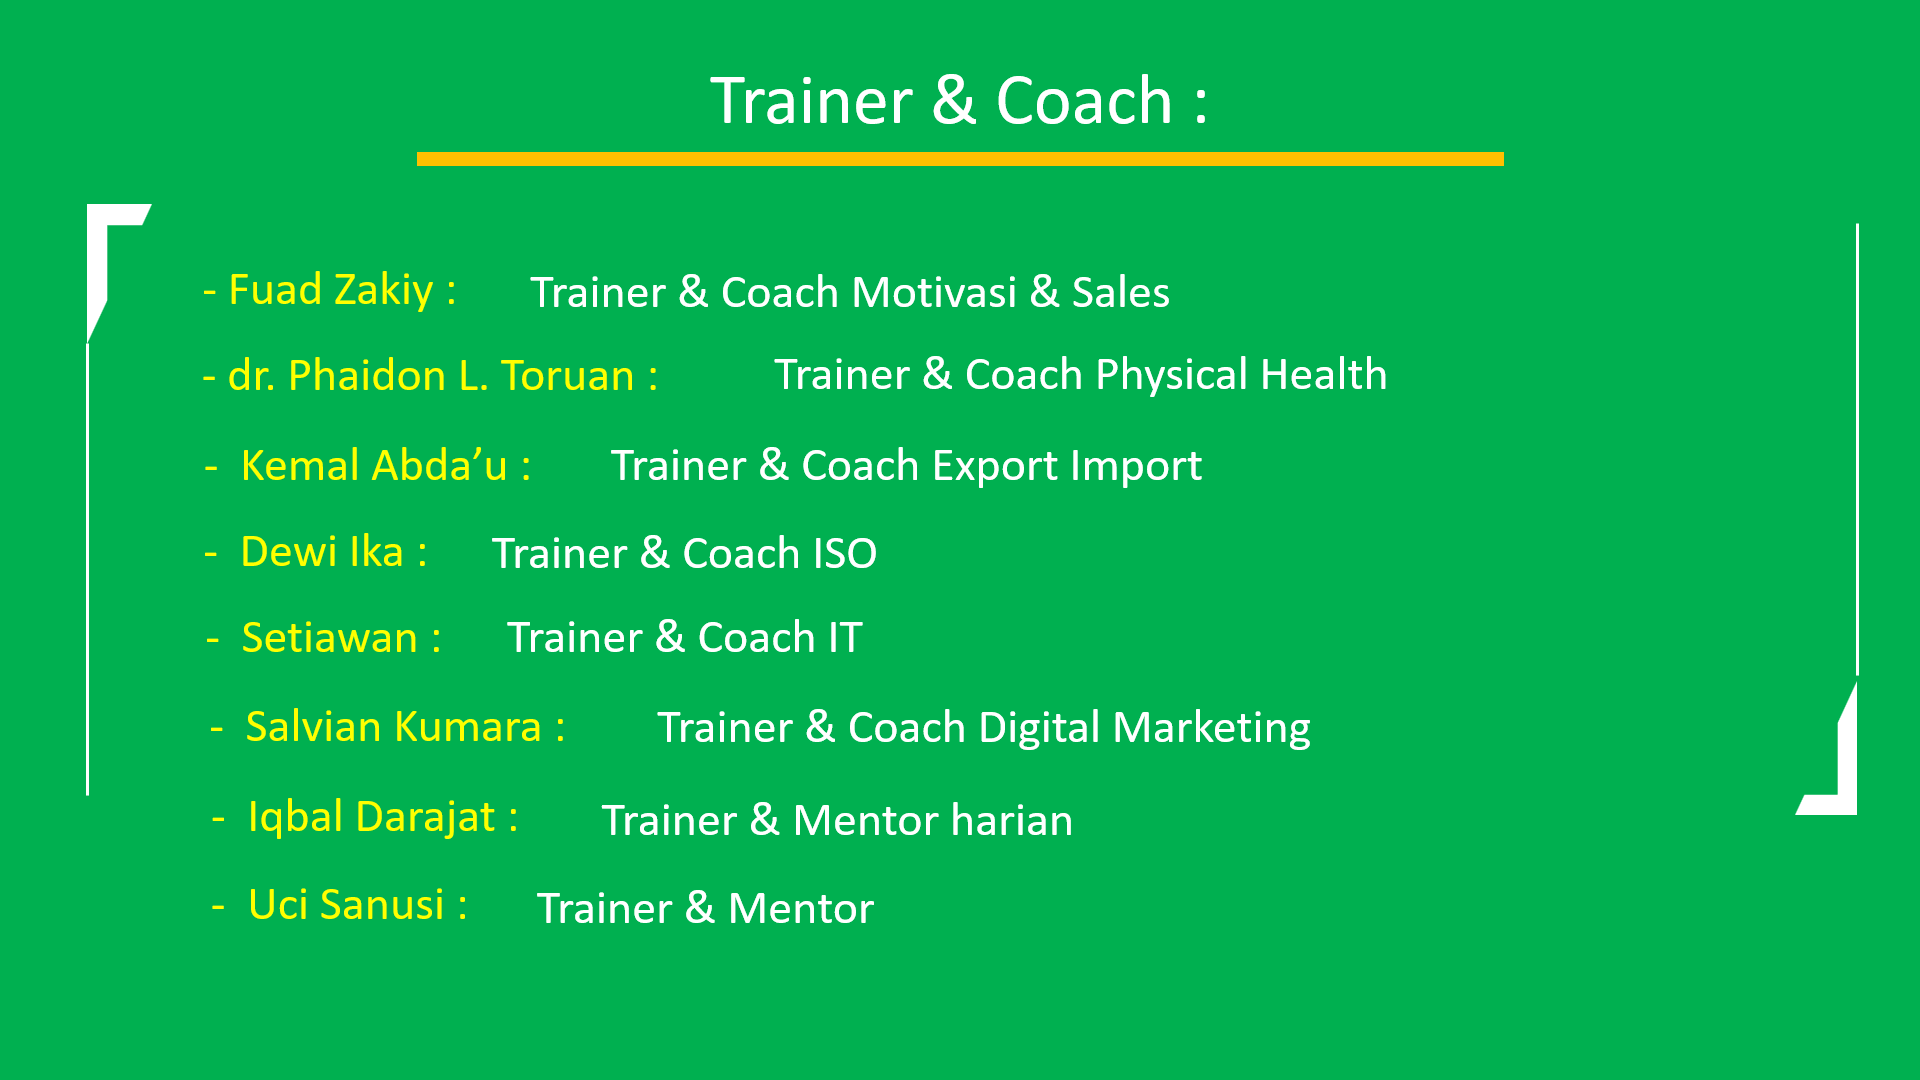 Trainer & Coach :
- Fuad Zakiy : Trainer & Coach Motivasi & Sales
- dr. Phaidon L. Toruan : Trainer & Coach Physical Health
- Kemal Abda’u : Trainer & Coach Export Import
- Dewi Ika : Trainer & Coach ISO
- Setiawan : Trainer & Coach IT
- Salvian Kumara : Trainer & Coach Digital Marketing
- Iqbal Darajat : Trainer & Mentor harian
- Uci Sanusi : Trainer & Mentor